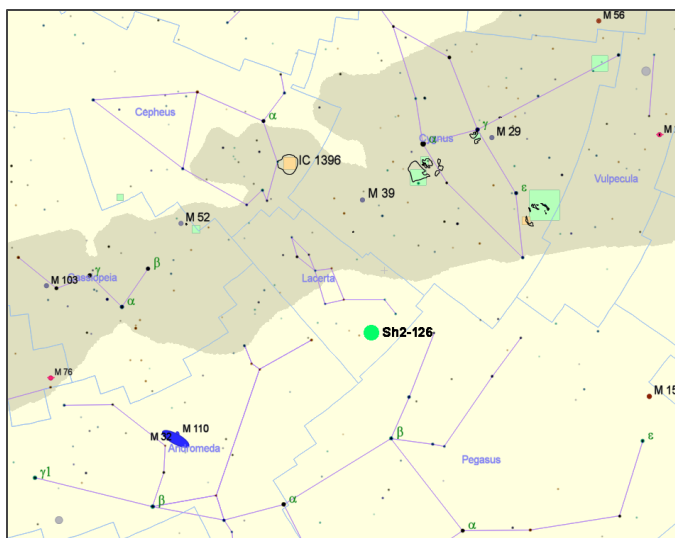 M 56
Cepheus
α
γ
α
Cygnus
M 29
M
IC 1396
Vulpecula
M 39
ε
M 52
β
γ
M 103
Cassiopeia
Lacerta
α
Sh2-126
M 76
M 15
M 110
M 32
β
ε
Andromeda
Pegasus
γ1
α
β
α